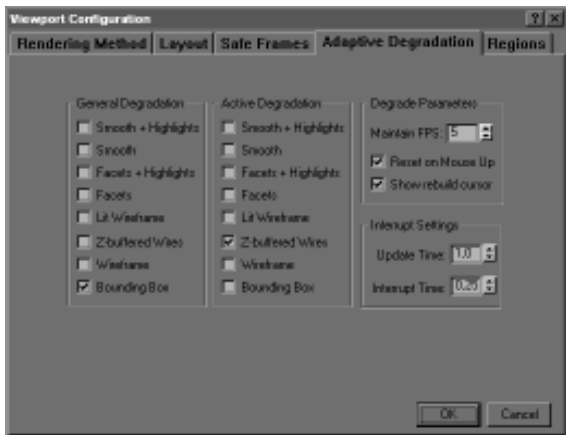 Viewport Configuration
Rendering Method Layout Safe Frames Adaptive Degradation Regions
General Degradation
Smooth + Highlights
Smooth
Facets + Highlights
Facets
Lit Wireframe
Z-buffered Wires
Wireframe
Bounding Box
Active Degradation
Smooth + Highlights
Smooth
Facets + Highlights
Facets
Lit Wireframe
Z-buffered Wires
Wireframe
Bounding Box
Degrade Parameters
Maintain FPS: 5
Reset on Mouse Up
Show rebuild cursor
Interrupt Settings
Update Time: 1.0
Interrupt Time: 0.25
OK Cancel